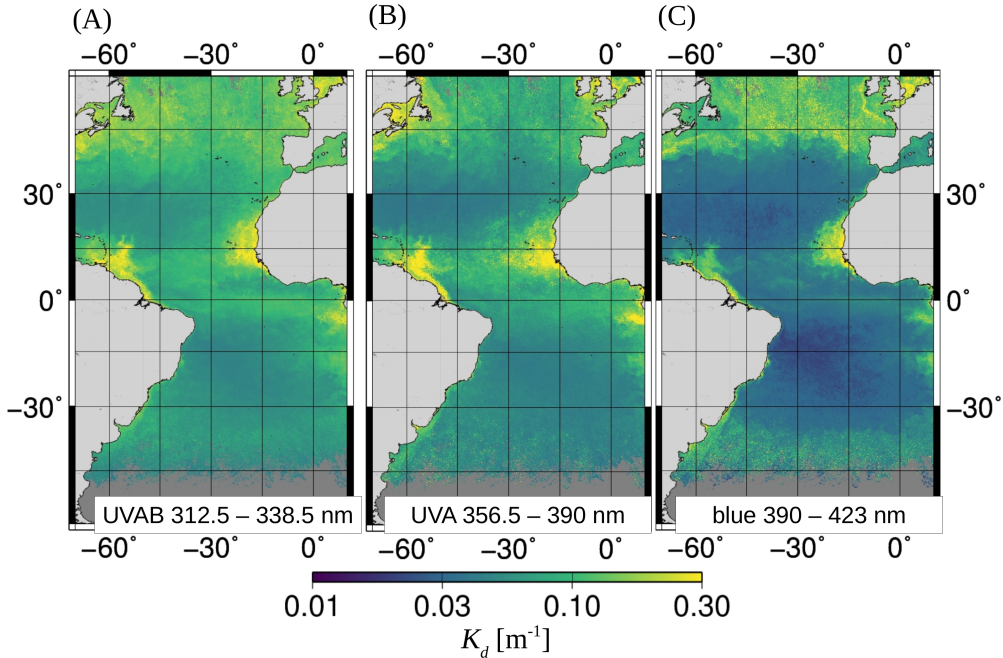 (A) (B) (C)
−60° −30° 0° −60° −30° 0° −60° −30° 0°
30° 30°
0° 0°
−30° −30°
UVAB 312.5 – 338.5 nm UVA 356.5 – 390 nm blue 390 – 423 nm
−60° −30° 0° −60° −30° 0° −60° −30° 0°
0.01 0.03 0.10 0.30
K_d [m⁻¹]